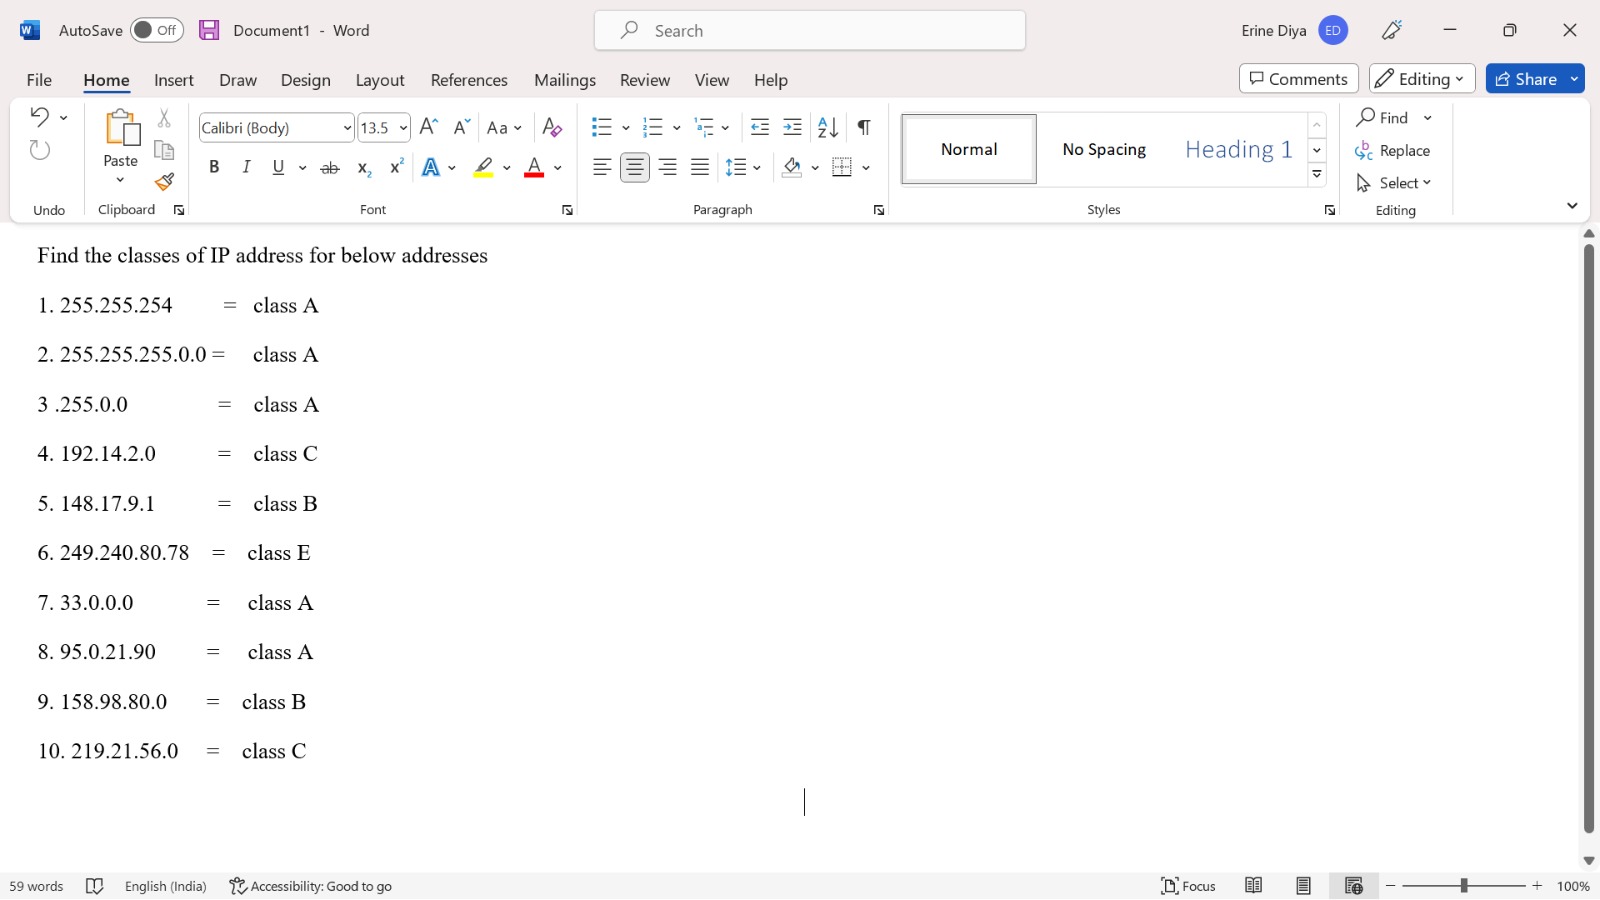 AutoSave Off Document1 - Word Search Erine Diya ED
File Home Insert Draw Design Layout References Mailings Review View Help Comments Editing Share
Calibri (Body) 13.5 Aa Normal No Spacing Heading 1 Find
Paste B I U ab x₂ x² A A Replace
Select
Undo Clipboard Font Paragraph Styles Editing
Find the classes of IP address for below addresses
1. 255.255.254 = class A
2. 255.255.255.0.0 = class A
3 .255.0.0 = class A
4. 192.14.2.0 = class C
5. 148.17.9.1 = class B
6. 249.240.80.78 = class E
7. 33.0.0.0 = class A
8. 95.0.21.90 = class A
9. 158.98.80.0 = class B
10. 219.21.56.0 = class C
59 words English (India) Accessibility: Good to go Focus 100%